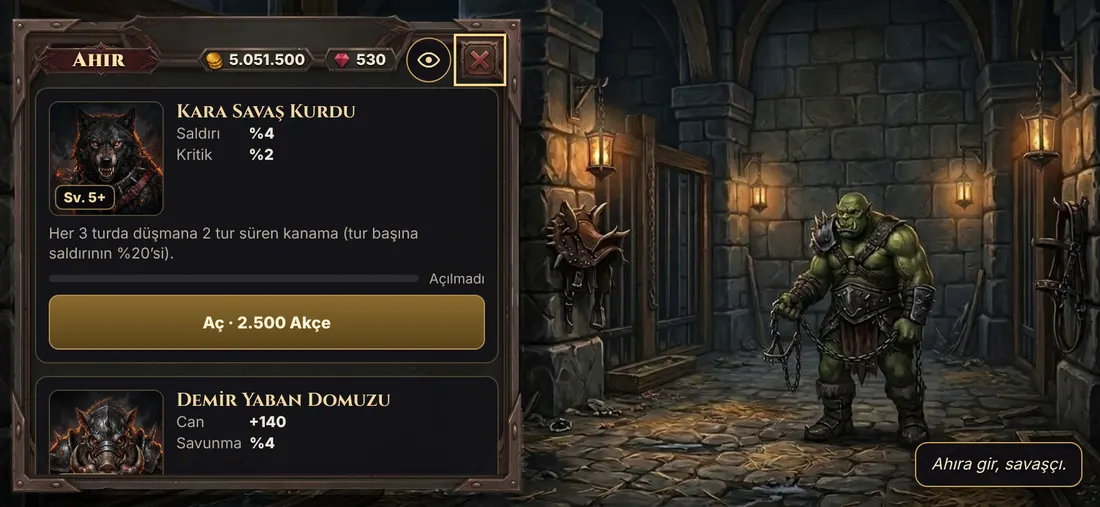 AHIR
5.051.500
530
KARA SAVAŞ KURDU
Saldırı %4
Kritik %2
Sv. 5+
Her 3 turda düşmana 2 tur süren kanama (tur başına
saldırının %20'si).
Açılmadı
Aç · 2.500 Akçe
DEMİR YABAN DOMUZU
Can +140
Savunma %4
Ahıra gir, savaşçı.